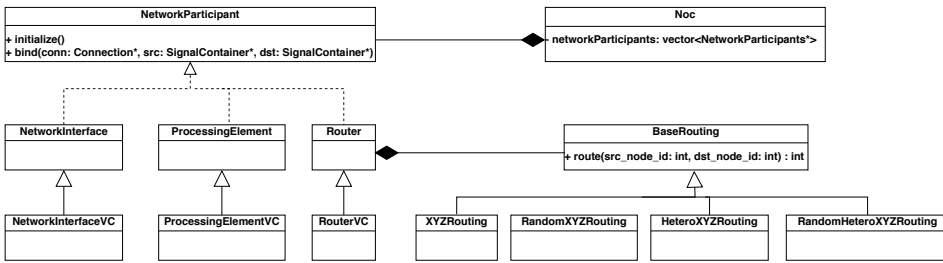 NetworkParticipant
+ initialize()
+ bind(conn: Connection*, src: SignalContainer*, dst: SignalContainer*)
Noc
- networkParticipants: vector<NetworkParticipants*>
NetworkInterface
ProcessingElement
Router
BaseRouting
+ route(src_node_id: int, dst_node_id: int) : int
NetworkInterfaceVC
ProcessingElementVC
RouterVC
XYZRouting
RandomXYZRouting
HeteroXYZRouting
RandomHeteroXYZRouting